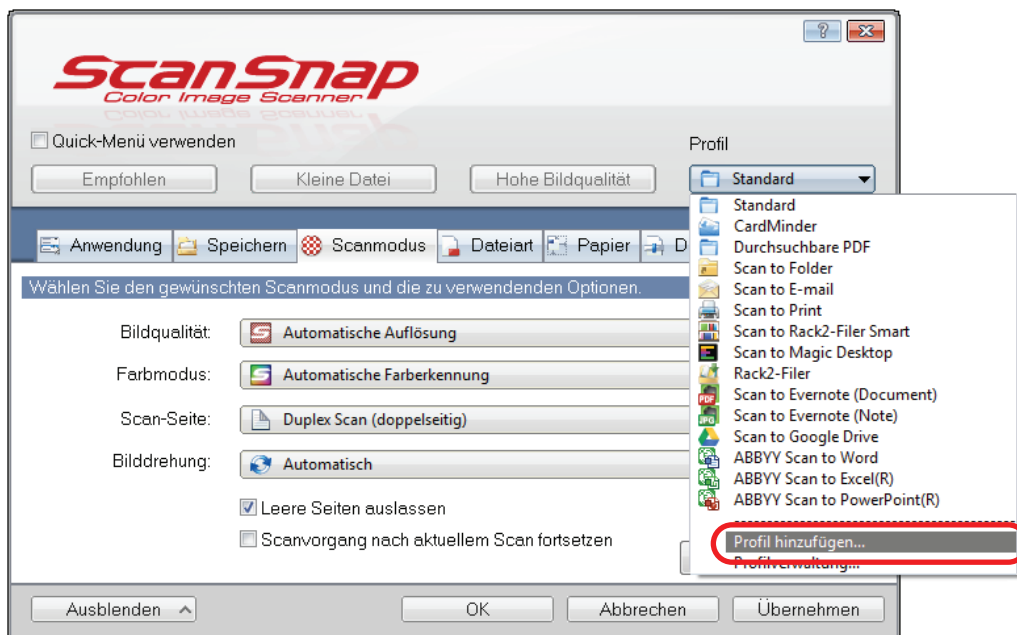 ScanSnap
Color Image Scanner
Quick-Menü verwenden
Profil
Empfohlen
Kleine Datei
Hohe Bildqualität
Standard
Anwendung
Speichern
Scanmodus
Dateiart
Papier
D
Wählen Sie den gewünschten Scanmodus und die zu verwendenden Optionen.
Bildqualität:
Automatische Auflösung
Farbmodus:
Automatische Farberkennung
Scan-Seite:
Duplex Scan (doppelseitig)
Bilddrehung:
Automatisch
Leere Seiten auslassen
Scanvorgang nach aktuellem Scan fortsetzen
Standard
CardMinder
Durchsuchbare PDF
Scan to Folder
Scan to E-mail
Scan to Print
Scan to Rack2-Filer Smart
Scan to Magic Desktop
Rack2-Filer
Scan to Evernote (Document)
Scan to Evernote (Note)
Scan to Google Drive
ABBYY Scan to Word
ABBYY Scan to Excel(R)
ABBYY Scan to PowerPoint(R)
Profil hinzufügen...
Profilverwaltung...
Ausblenden
OK
Abbrechen
Übernehmen